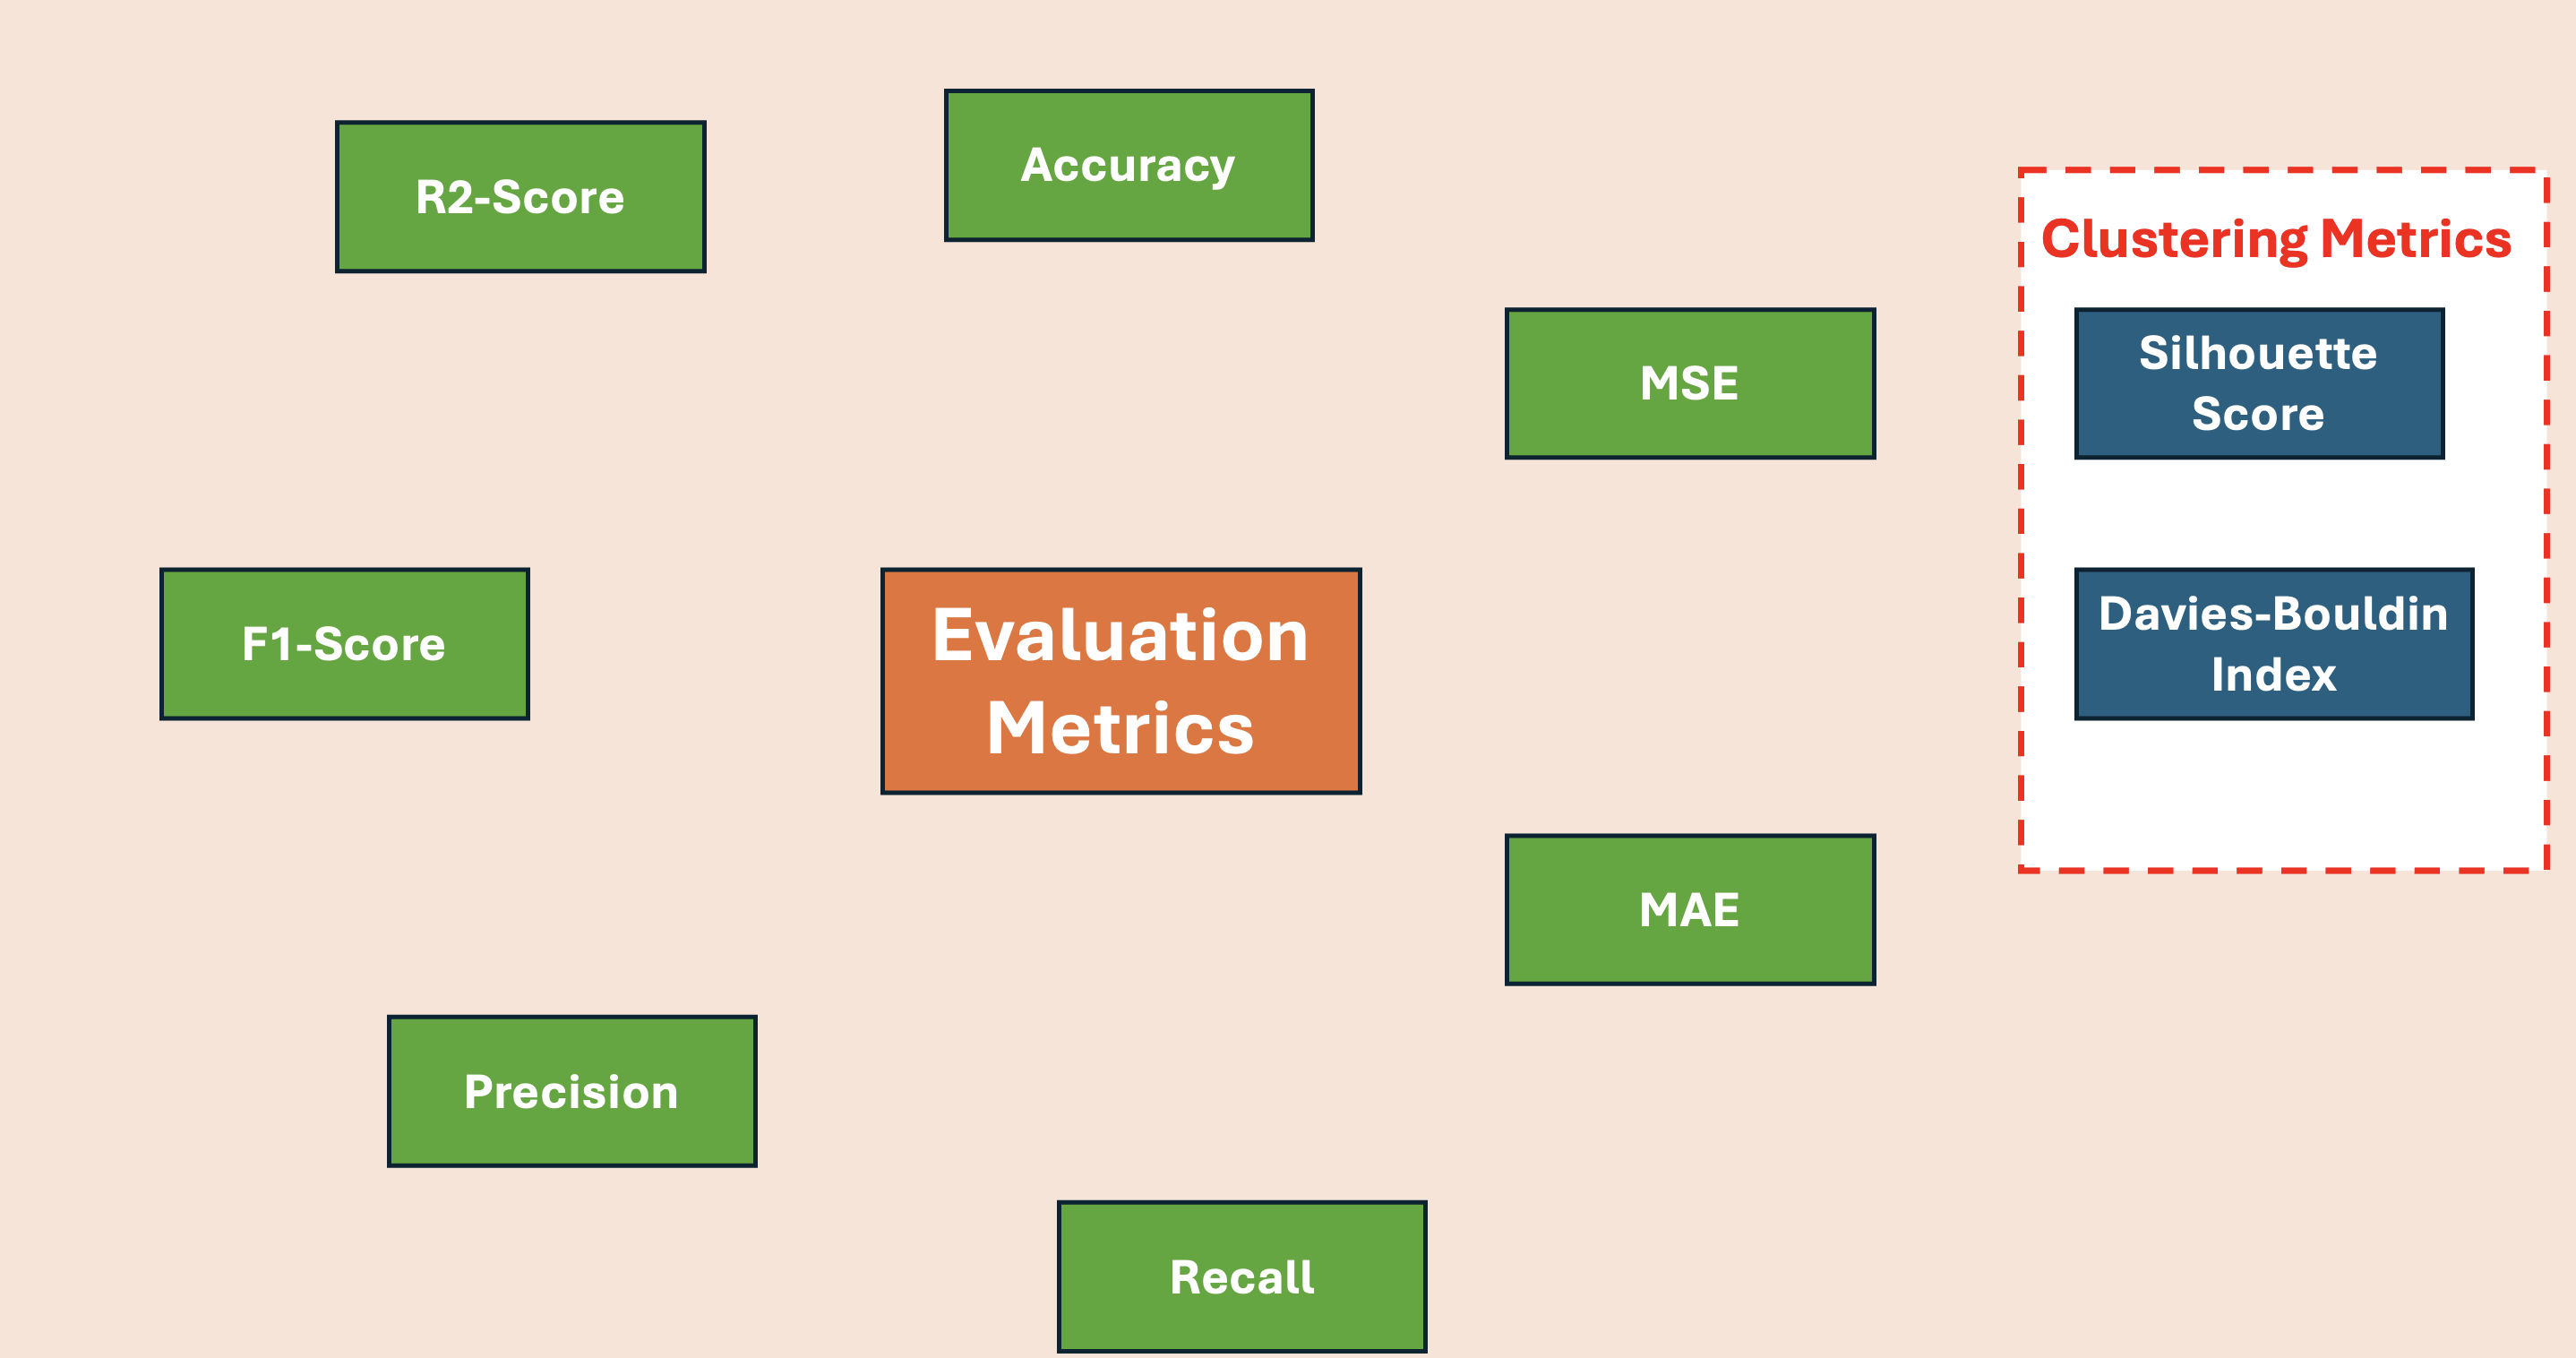 R2-Score
Accuracy
MSE
F1-Score
Evaluation
Metrics
MAE
Precision
Recall
Clustering Metrics
Silhouette
Score
Davies-Bouldin
Index